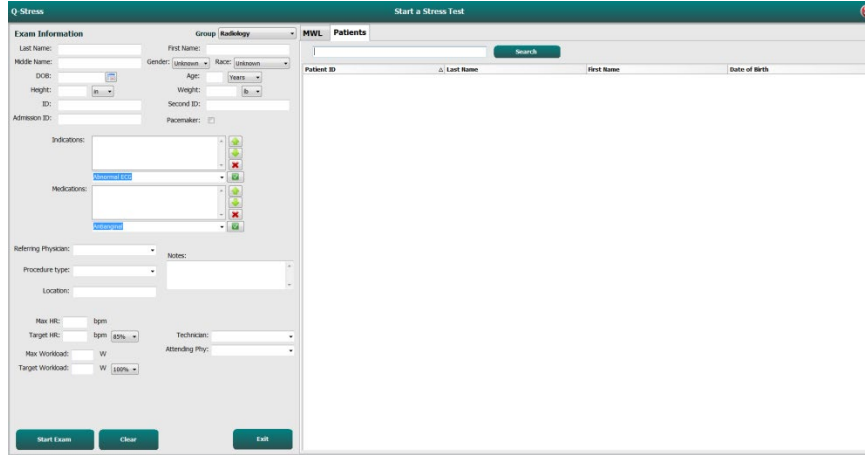 Q-Stress
Start a Stress Test
Exam Information
Group Radiology
Last Name:
First Name:
Middle Name:
Gender: Unknown
Race: Unknown
DOB:
Age:
Years
Height:
in
Weight:
lb
ID:
Second ID:
Admission ID:
Pacemaker:
Indications:
Abnormal ECG
Medications:
Antianginal
Referring Physician:
Notes:
Procedure type:
Location:
Max HR:
bpm
Target HR:
bpm 85%
Technician:
Max Workload:
W
Attending Phy:
Target Workload:
W 100%
Start Exam
Clear
Exit
MWL
Patients
Search
Patient ID
Last Name
First Name
Date of Birth